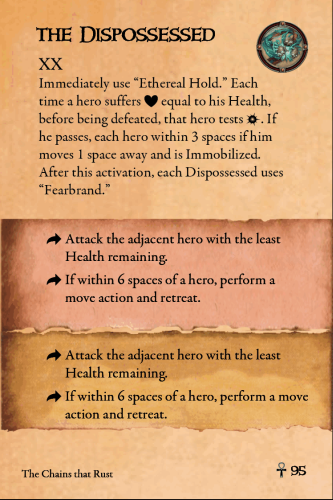 The Dispossessed
XX
Immediately use “Ethereal Hold.” Each
time a hero suffers equal to his Health,
before being defeated, that hero tests . If
he passes, each hero within 3 spaces if him
moves 1 space away and is Immobilized.
After this activation, each Dispossessed uses
“Fearbrand.”
Attack the adjacent hero with the least
Health remaining.
If within 6 spaces of a hero, perform a
move action and retreat.
Attack the adjacent hero with the least
Health remaining.
If within 6 spaces of a hero, perform a move
action and retreat.
The Chains that Rust
95